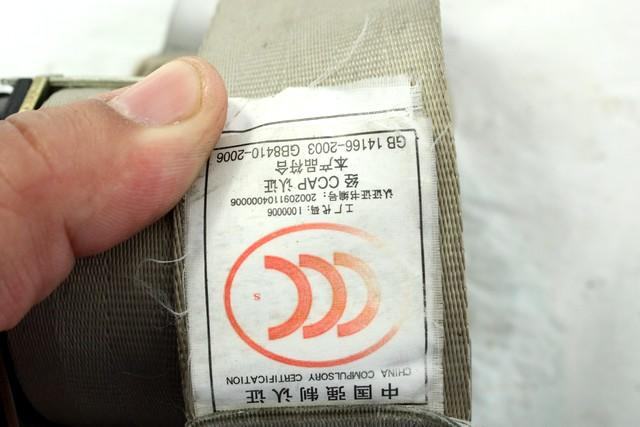 中国强制认证
CHINA COMPULSORY CERTIFICATION
CCC
S
工厂代码：1000006
认证证书编号：2002091104000006
经CCAP认证
本产品符合
GB 14166-2003 GB8410-2006